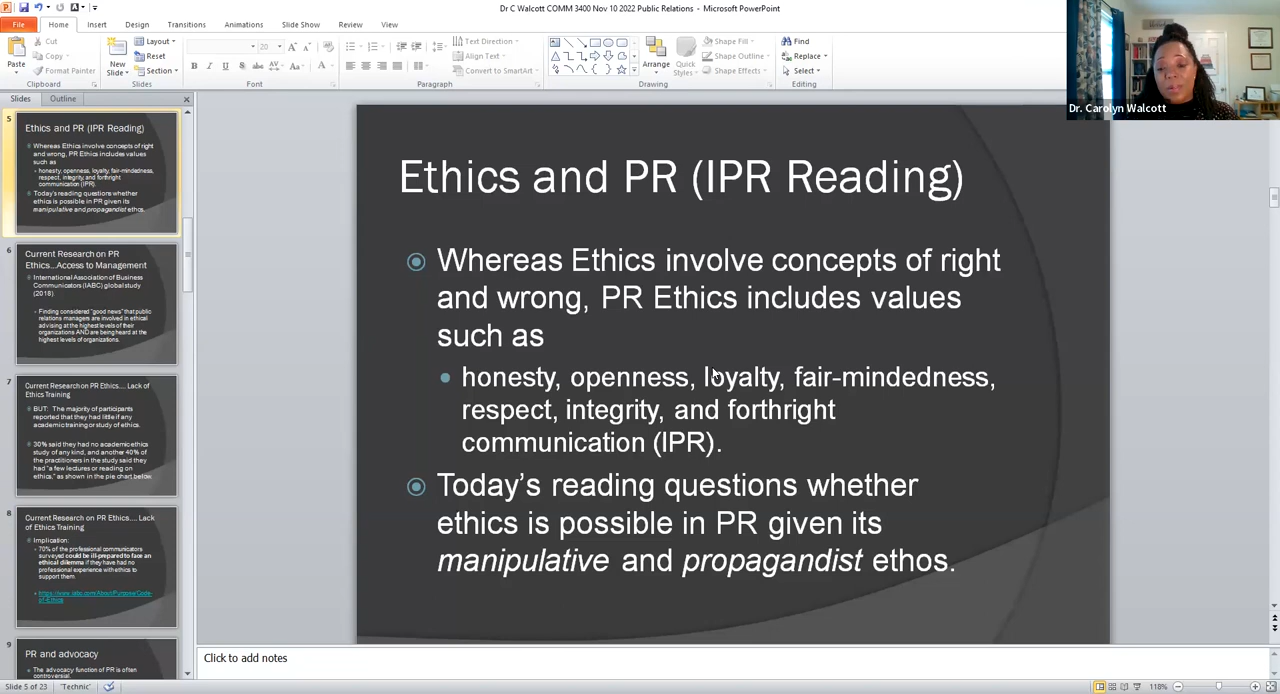 Dr C Walcott COMM 3400 Nov 10 2022 Public Relations - Microsoft PowerPoint
File Home Insert Design Transitions Animations Slide Show Review View
Cut
Copy
Format Painter
Paste
Clipboard
New
Slide
Layout
Reset
Section
Slides
20
Font
Text Direction
Align Text
Convert to SmartArt
Paragraph
Arrange
Quick
Styles
Shape Fill
Shape Outline
Shape Effects
Drawing
Find
Replace
Select
Editing
Dr. Carolyn Walcott
Slides Outline
5
Ethics and PR (IPR Reading)
Whereas Ethics involve concepts of right
and wrong, PR Ethics includes values
such as
honesty, openness, loyalty, fair-mindedness,
respect, integrity, and forthright
communication (IPR).
Today's reading questions whether
ethics is possible in PR given its
manipulative and propagandist ethos.
6
Current Research on PR
Ethics...Access to Management
International Association of Business
Communicators (IABC) global study
(2018)
Finding considered "good news" that public
relations managers are involved in ethical
advising at the highest levels of their
organizations AND are being heard at the
highest levels of organizations.
7
Current Research on PR Ethics.... Lack of
Ethics Training
BUT: The majority of participants
reported that they had little if any
academic training or study of ethics.
30% said they had no academic ethics
study of any kind, and another 40% of
the practitioners in the study said they
had "a few lectures or reading on
ethics," as shown in the pie chart below.
8
Current Research on PR Ethics.... Lack
of Ethics Training
Implication:
70% of the professional communicators
surveyed could be ill-prepared to face an
ethical dilemma if they have had
no professional experience with ethics to
support them.
https://www.iabc.com/About/Purpose/Code-
of-Ethics
9
PR and advocacy
The advocacy function of PR is often
controversial.
Ethics and PR (IPR Reading)
Whereas Ethics involve concepts of right
and wrong, PR Ethics includes values
such as
honesty, openness, loyalty, fair-mindedness,
respect, integrity, and forthright
communication (IPR).
Today's reading questions whether
ethics is possible in PR given its
manipulative and propagandist ethos.
Click to add notes
Slide 5 of 23 'Technic' 118%